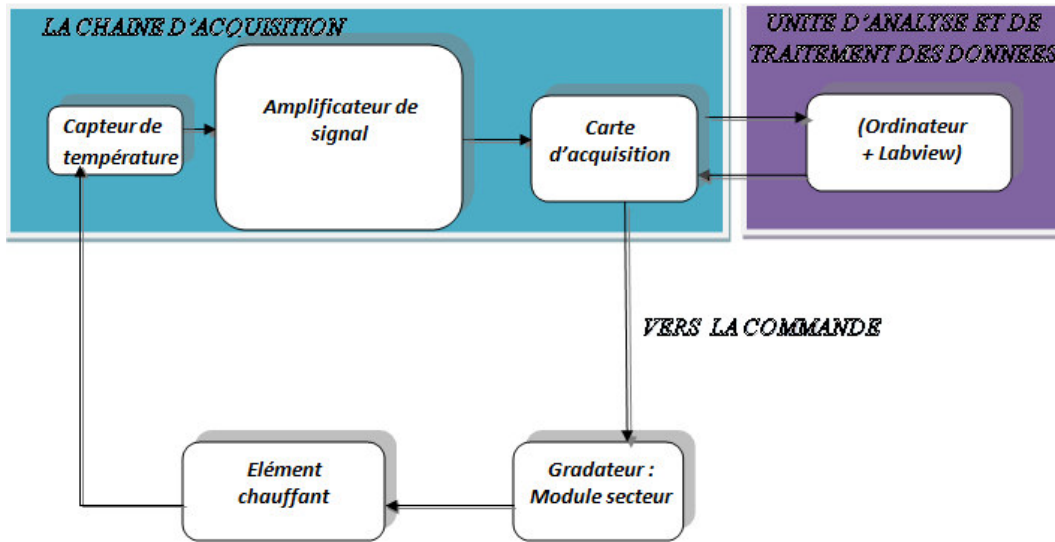 LA CHAINE D'ACQUISITION
UNITE D'ANALYSE ET DE
TRAITEMENT DES DONNEES
Capteur de
température
Amplificateur de
signal
Carte
d'acquisition
(Ordinateur
+ Labview)
VERS LA COMMANDE
Elément
chauffant
Gradateur :
Module secteur